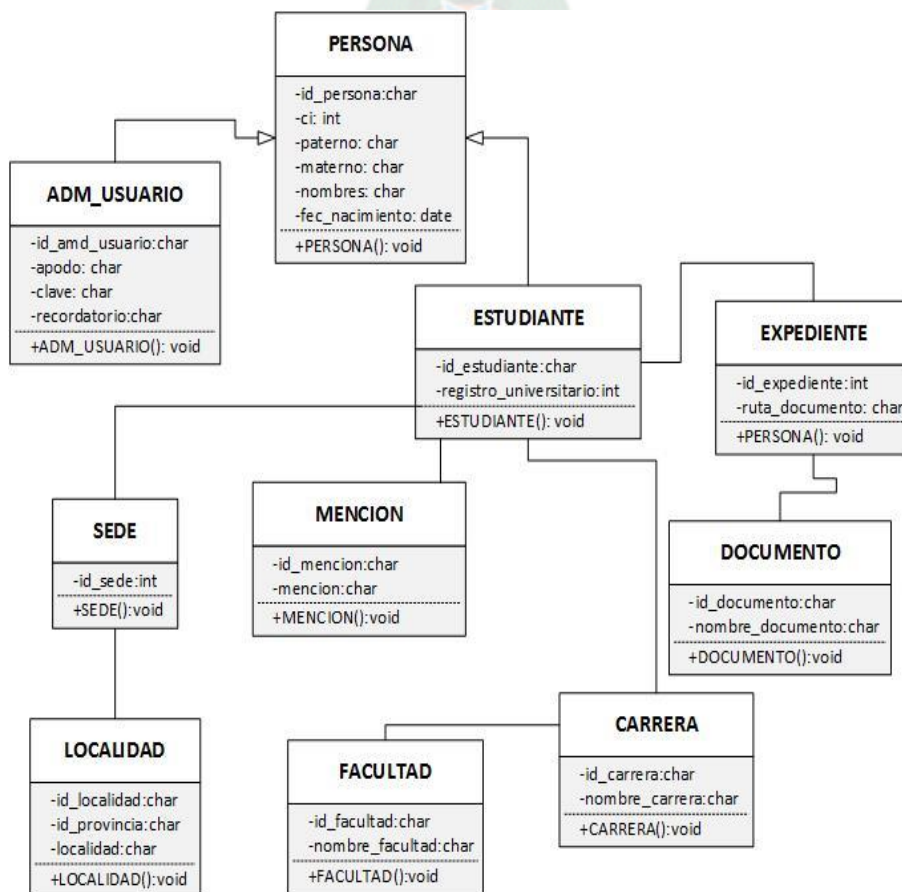 PERSONA
-id_persona:char
-ci: int
-paterno: char
-materno: char
-nombres: char
-fec_nacimiento: date
+PERSONA(): void
ADM_USUARIO
-id_amd_usuario:char
-apodo: char
-clave: char
-recordatorio:char
+ADM_USUARIO(): void
ESTUDIANTE
-id_estudiante:char
-registro_universitario:int
+ESTUDIANTE(): void
EXPEDIENTE
-id_expediente:int
-ruta_documento: char
+PERSONA(): void
SEDE
-id_sede:int
+SEDE():void
MENCION
-id_mencion:char
-mencion:char
+MENCION():void
DOCUMENTO
-id_documento:char
-nombre_documento:char
+DOCUMENTO():void
LOCALIDAD
-id_localidad:char
-id_provincia:char
-localidad:char
+LOCALIDAD():void
FACULTAD
-id_facultad:char
-nombre_facultad:char
+FACULTAD():void
CARRERA
-id_carrera:char
-nombre_carrera:char
+CARRERA():void